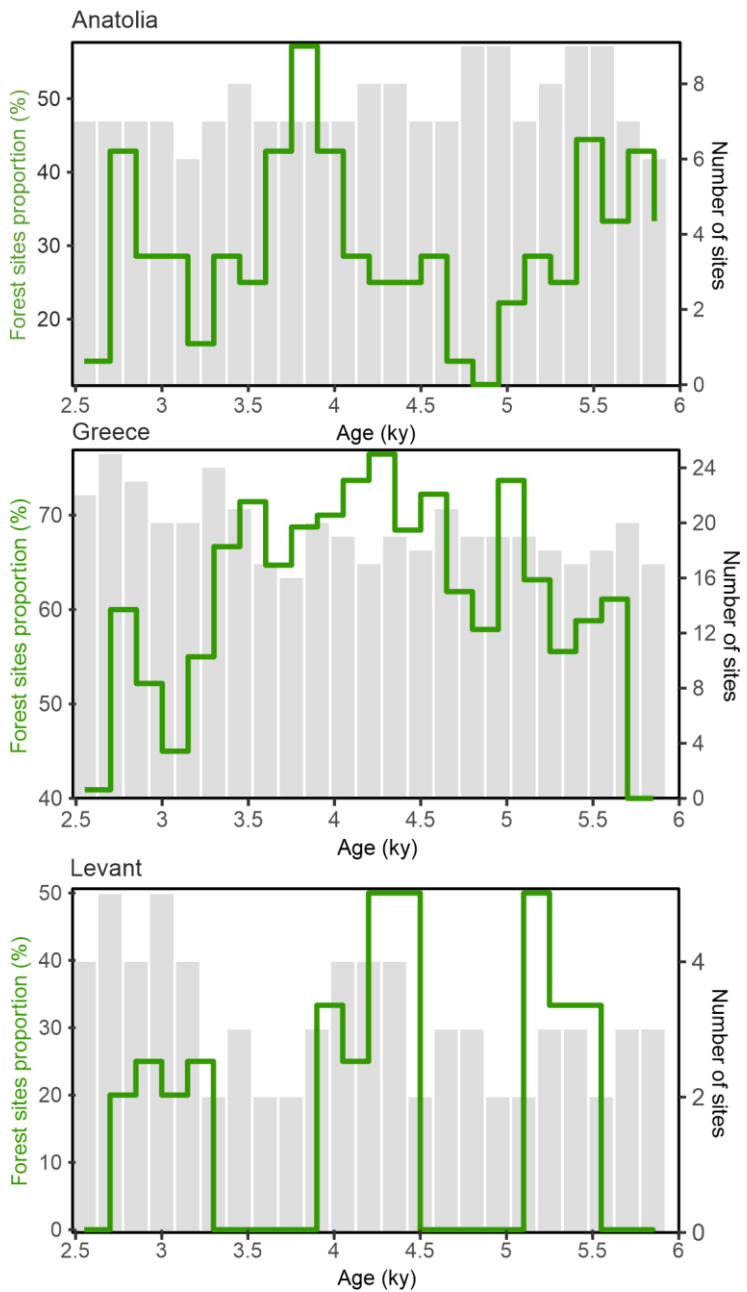 Anatolia
Forest sites proportion (%)
50
40
30
20
8
6
4
2
0
Number of sites
2.5 3 3.5 4 4.5 5 5.5 6
Age (ky)
Greece
Forest sites proportion (%)
70
60
50
40
24
20
16
12
8
4
0
Number of sites
2.5 3 3.5 4 4.5 5 5.5 6
Age (ky)
Levant
Forest sites proportion (%)
50
40
30
20
10
0
4
2
0
Number of sites
2.5 3 3.5 4 4.5 5 5.5 6
Age (ky)